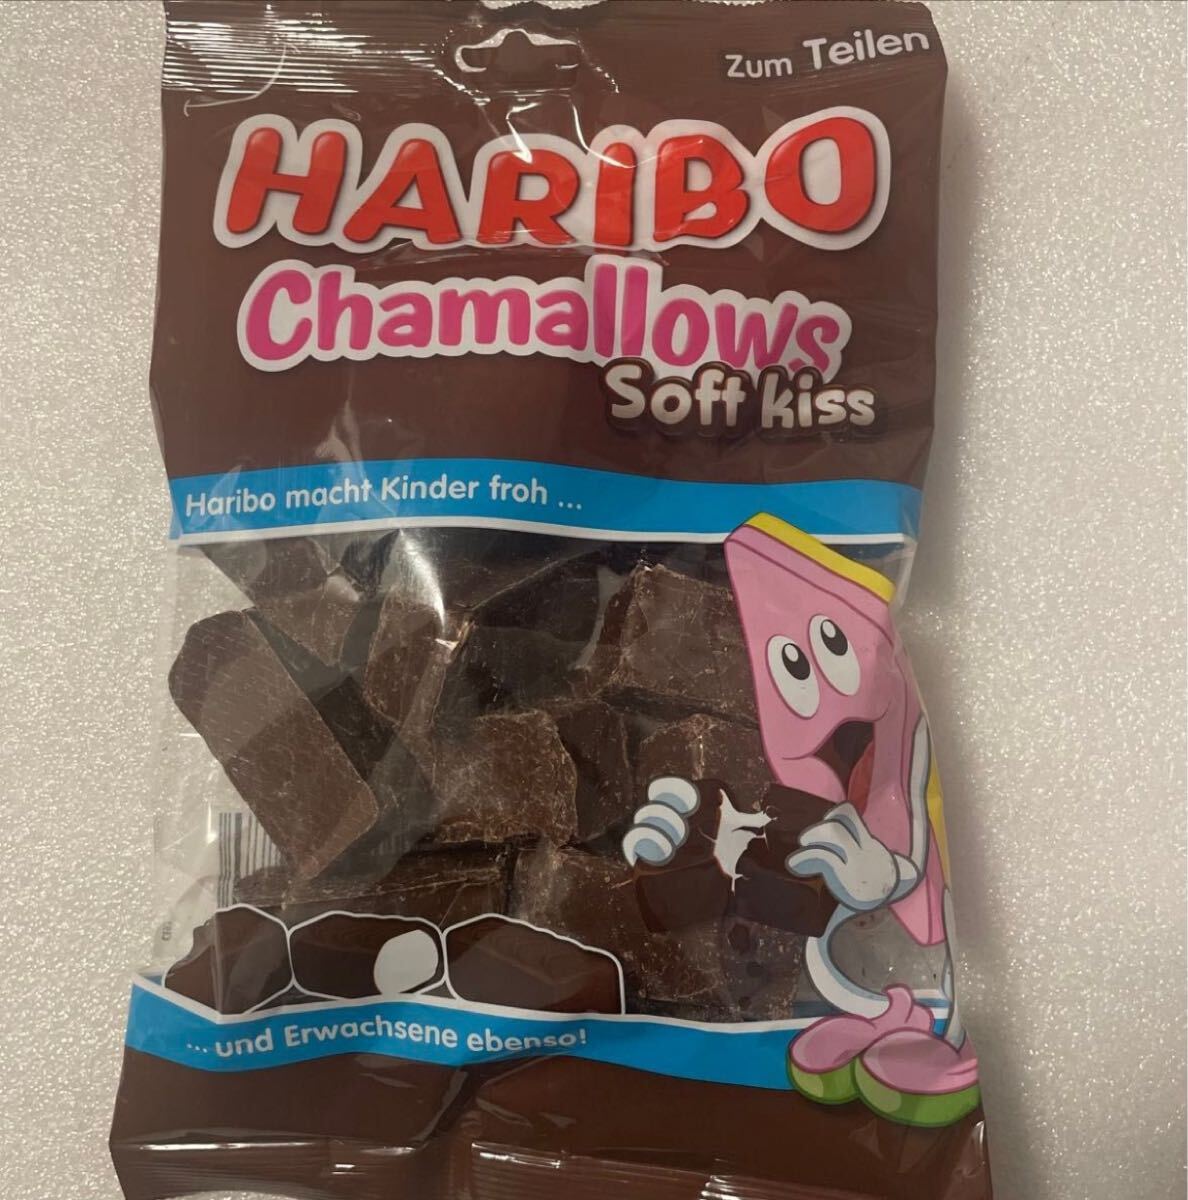 Zum Teilen
HARIBO
Chamallows
Soft kiss
Haribo macht Kinder froh ...
... und Erwachsene ebenso!